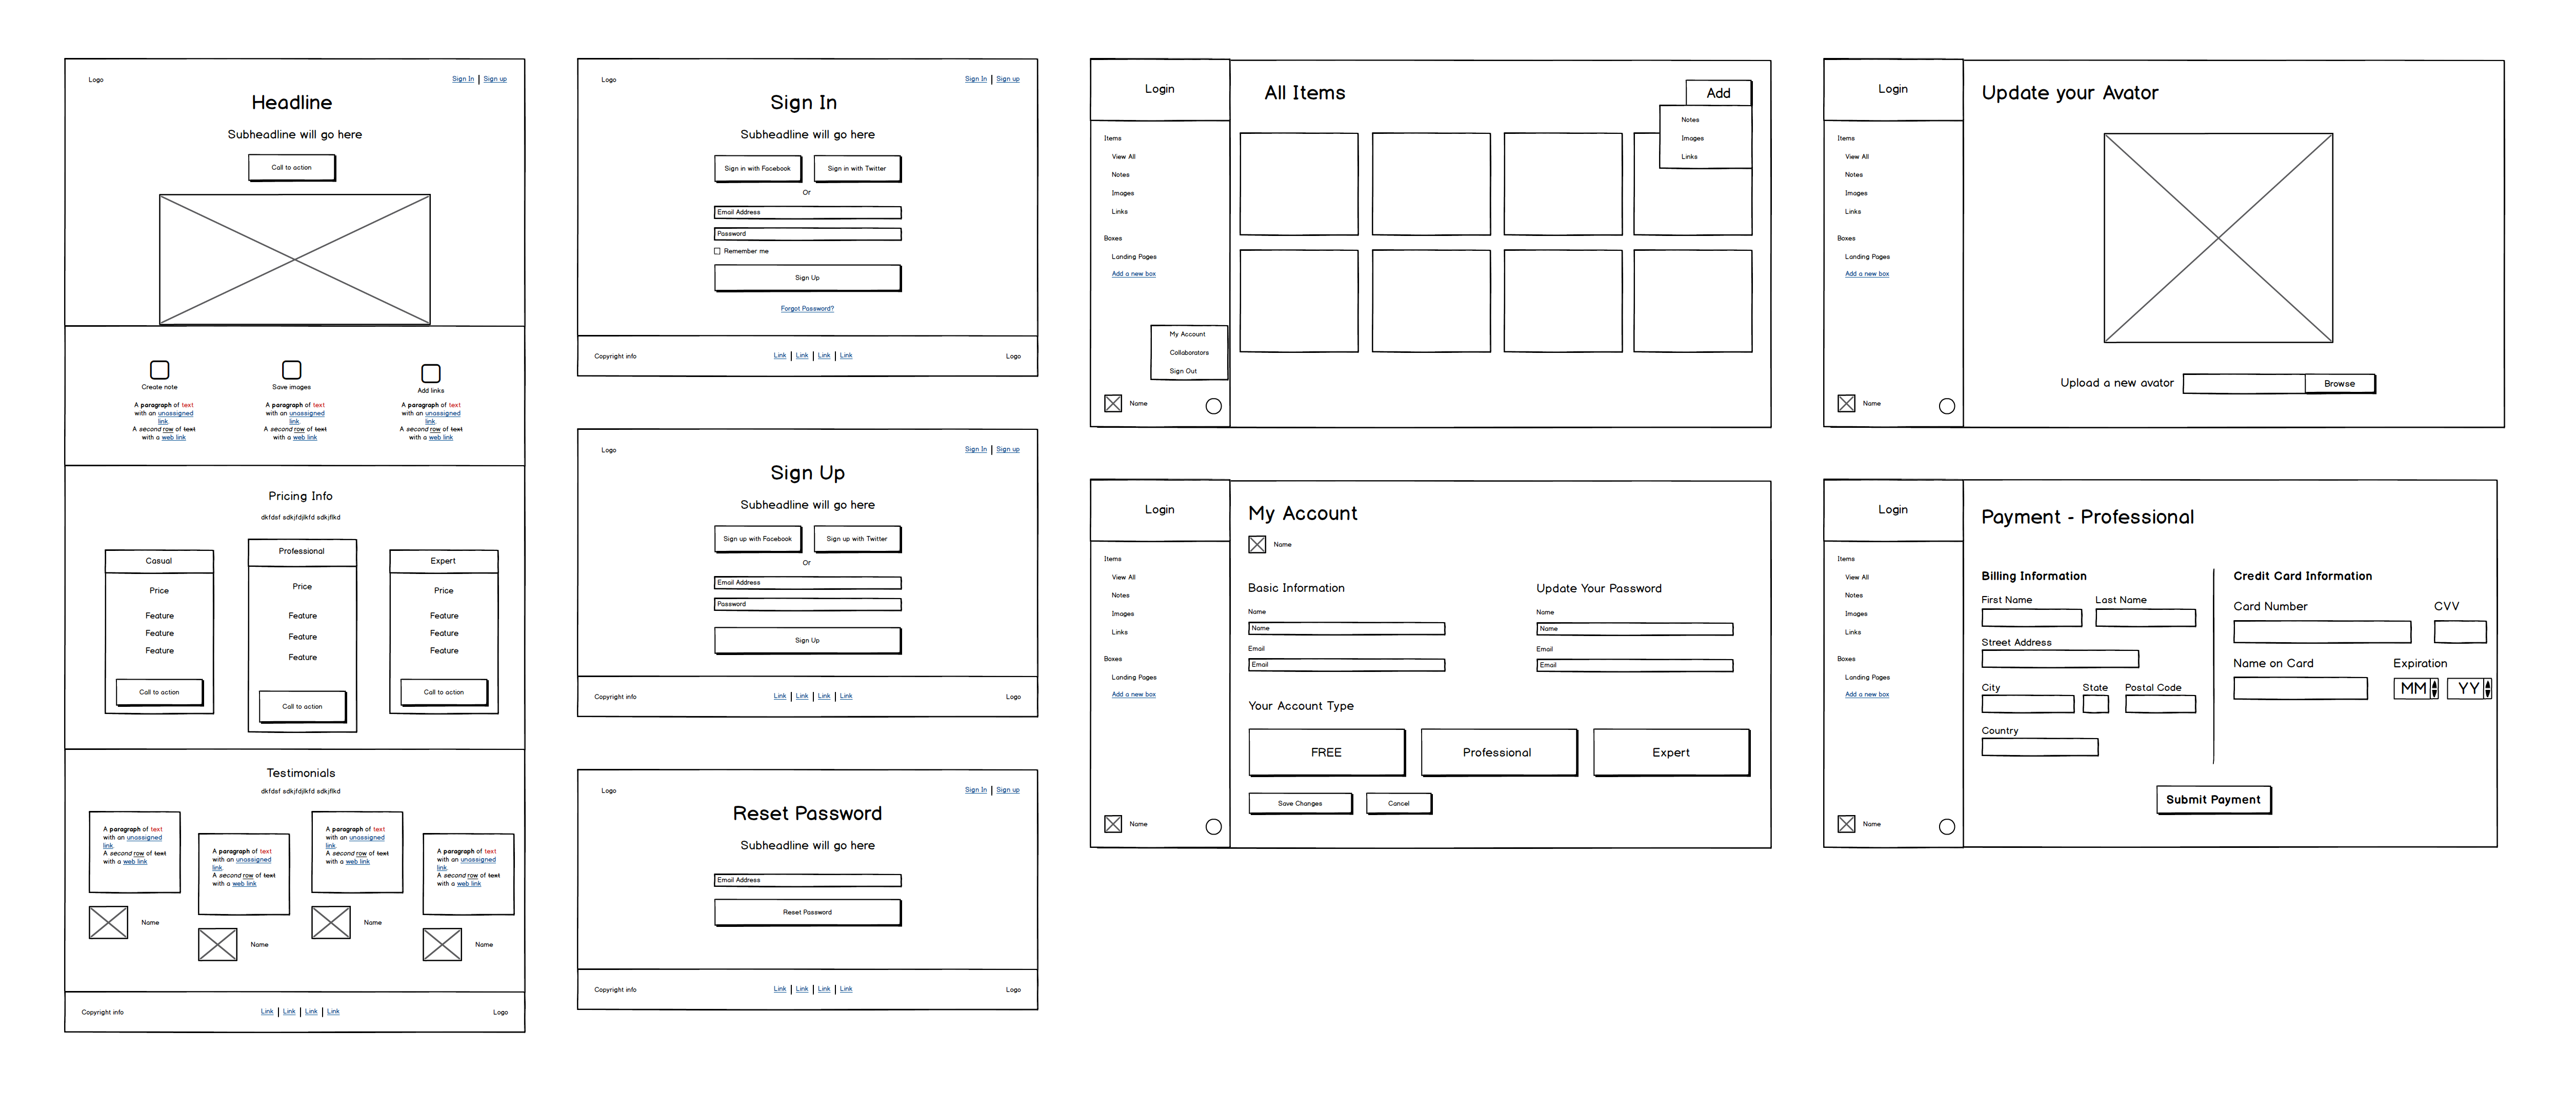 Logo
Sign In | Sign up
Headline
Subheadline will go here
Call to action
Create note
Save images
Add links
A paragraph of text
with an unassigned
link.
A second row of text
with a web link
A paragraph of text
with an unassigned
link.
A second row of text
with a web link
A paragraph of text
with an unassigned
link.
A second row of text
with a web link
Pricing Info
dkfdsf sdkjfdjlkfd sdkjflkd
Casual
Price
Feature
Feature
Feature
Call to action
Professional
Price
Feature
Feature
Feature
Call to action
Expert
Price
Feature
Feature
Feature
Call to action
Testimonials
dkfdsf sdkjfdjlkfd sdkjflkd
A paragraph of text
with an unassigned
link.
A second row of text
with a web link
Name
A paragraph of text
with an unassigned
link.
A second row of text
with a web link
Name
A paragraph of text
with an unassigned
link.
A second row of text
with a web link
Name
A paragraph of text
with an unassigned
link.
A second row of text
with a web link
Name
Copyright info
Link | Link | Link | Link
Logo
Logo
Sign In | Sign up
Sign In
Subheadline will go here
Sign in with Facebook
Sign in with Twitter
Or
Email Address
Password
Remember me
Sign Up
Forgot Password?
Copyright info
Link | Link | Link | Link
Logo
Logo
Sign In | Sign up
Sign Up
Subheadline will go here
Sign up with Facebook
Sign up with Twitter
Or
Email Address
Password
Sign Up
Copyright info
Link | Link | Link | Link
Logo
Logo
Sign In | Sign up
Reset Password
Subheadline will go here
Email Address
Reset Password
Copyright info
Link | Link | Link | Link
Logo
Login
Items
View All
Notes
Images
Links
Boxes
Landing Pages
Add a new box
My Account
Collaborators
Sign Out
Name
All Items
Add
Notes
Images
Links
Login
Items
View All
Notes
Images
Links
Boxes
Landing Pages
Add a new box
Name
My Account
Name
Basic Information
Name
Name
Email
Email
Update Your Password
Name
Name
Email
Email
Your Account Type
FREE
Professional
Expert
Save Changes
Cancel
Login
Items
View All
Notes
Images
Links
Boxes
Landing Pages
Add a new box
Name
Update your Avator
Upload a new avator
Browse
Login
Items
View All
Notes
Images
Links
Boxes
Landing Pages
Add a new box
Name
Payment - Professional
Billing Information
First Name
Last Name
Street Address
City
State
Postal Code
Country
Credit Card Information
Card Number
CVV
Name on Card
Expiration
MM
YY
Submit Payment